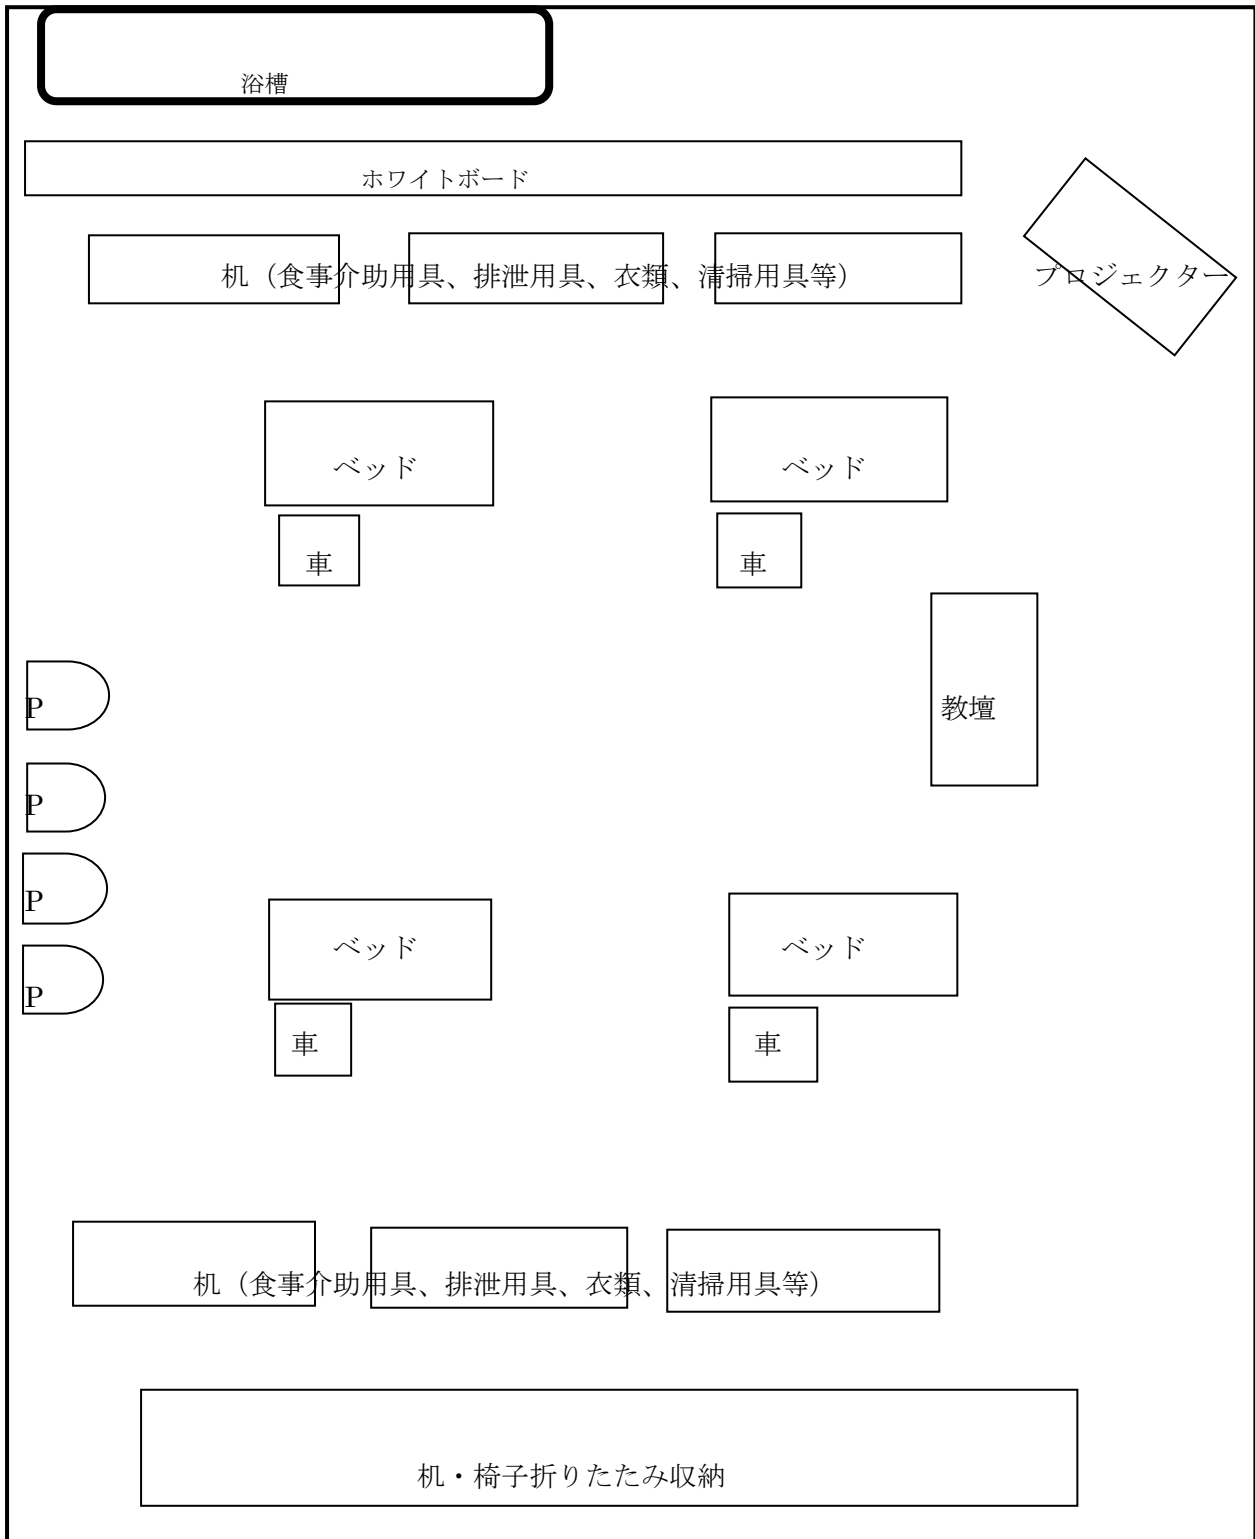 浴槽
ホワイトボード
机（食事介助用具、排泄用具、衣類、清掃用具等）
プロジェクター
ベッド
ベッド
車
車
P
教壇
P
P
ベッド
ベッド
P
車
車
机（食事介助用具、排泄用具、衣類、清掃用具等）
机・椅子折りたたみ収納